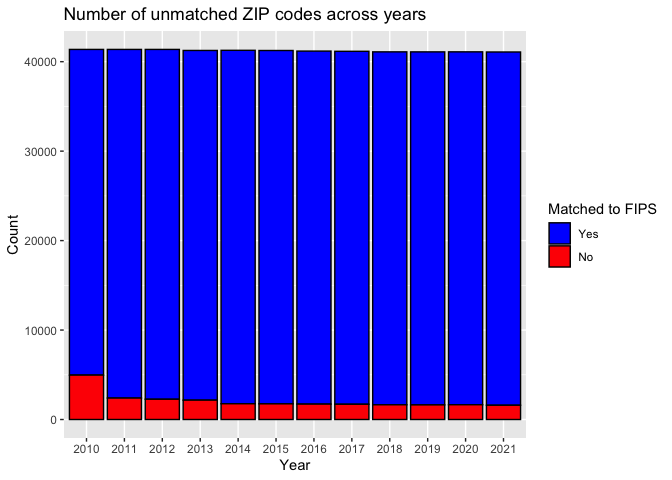 Number of unmatched ZIP codes across years
40000
30000
20000
10000
0
Count
2010 2011 2012 2013 2014 2015 2016 2017 2018 2019 2020 2021
Year
Matched to FIPS
Yes
No